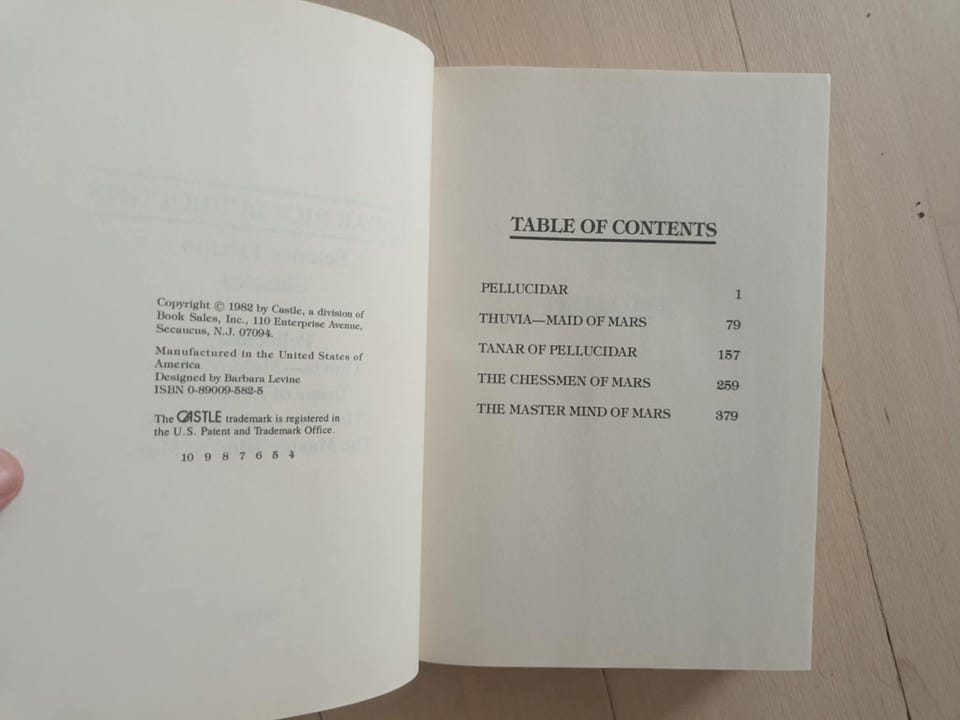 Copyright © 1982 by Castle, a division of
Book Sales, Inc., 110 Enterprise Avenue,
Secaucus, N.J. 07094.
Manufactured in the United States of
America
Designed by Barbara Levine
ISBN 0-89009-582-5
The CASTLE trademark is registered in
the U.S. Patent and Trademark Office.
10 9 8 7 6 5 4
TABLE OF CONTENTS
PELLUCIDAR 1
THUVIA—MAID OF MARS 79
TANAR OF PELLUCIDAR 157
THE CHESSMEN OF MARS 259
THE MASTER MIND OF MARS 379